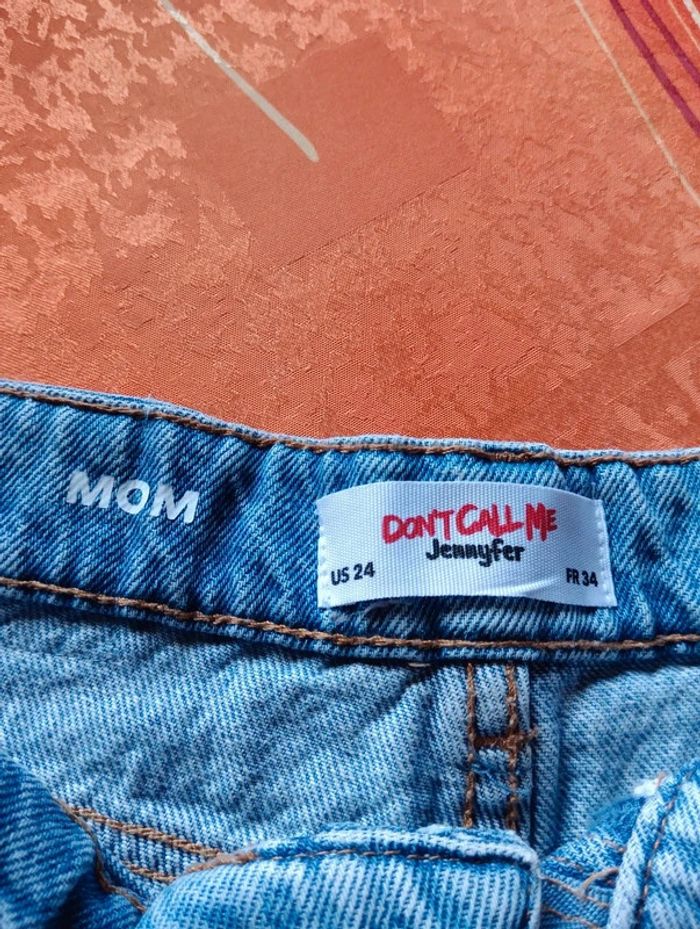 MOM
DON'T CALL ME
Jennyfer
US 24
FR 34